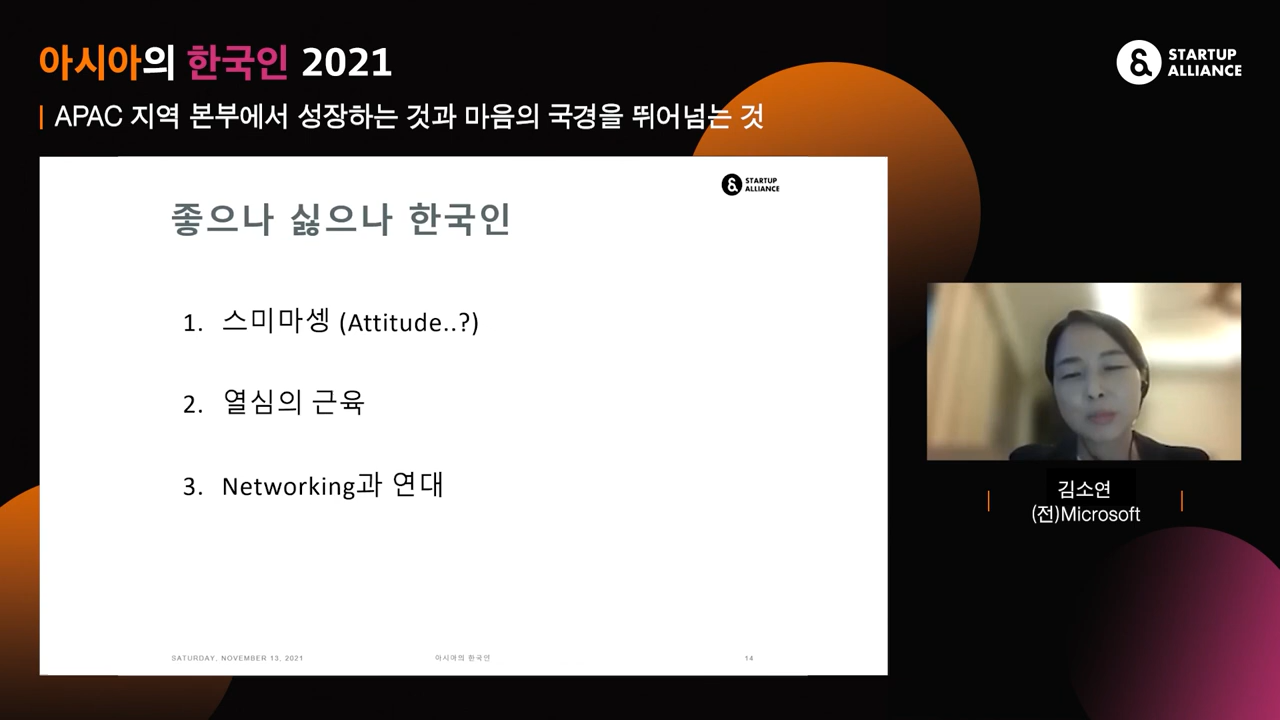 아시아의 한국인 2021
STARTUP
ALLIANCE
| APAC 지역 본부에서 성장하는 것과 마음의 국경을 뛰어넘는 것
STARTUP
ALLIANCE
좋으나 싫으나 한국인
1. 스미마셍 (Attitude..?)
2. 열심의 근육
3. Networking과 연대
SATURDAY, NOVEMBER 13, 2021 아시아의 한국인 14
김소연
(전)Microsoft